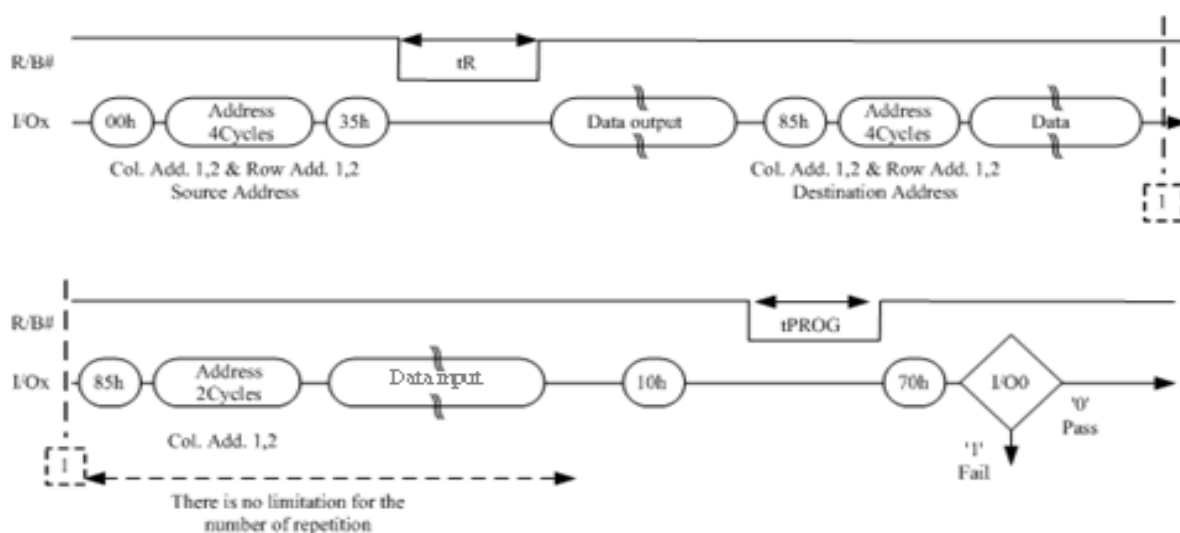 R/B#
tR
I/Ox
00h
Address
4Cycles
35h
Data output
85h
Address
4Cycles
Data
Col. Add. 1,2 & Row Add. 1,2
Source Address
Col. Add. 1,2 & Row Add. 1,2
Destination Address
1
R/B#
tPROG
I/Ox
85h
Address
2Cycles
Data input
10h
70h
I/O0
'0'
Pass
'1'
Fail
Col. Add. 1,2
1
There is no limitation for the
number of repetition